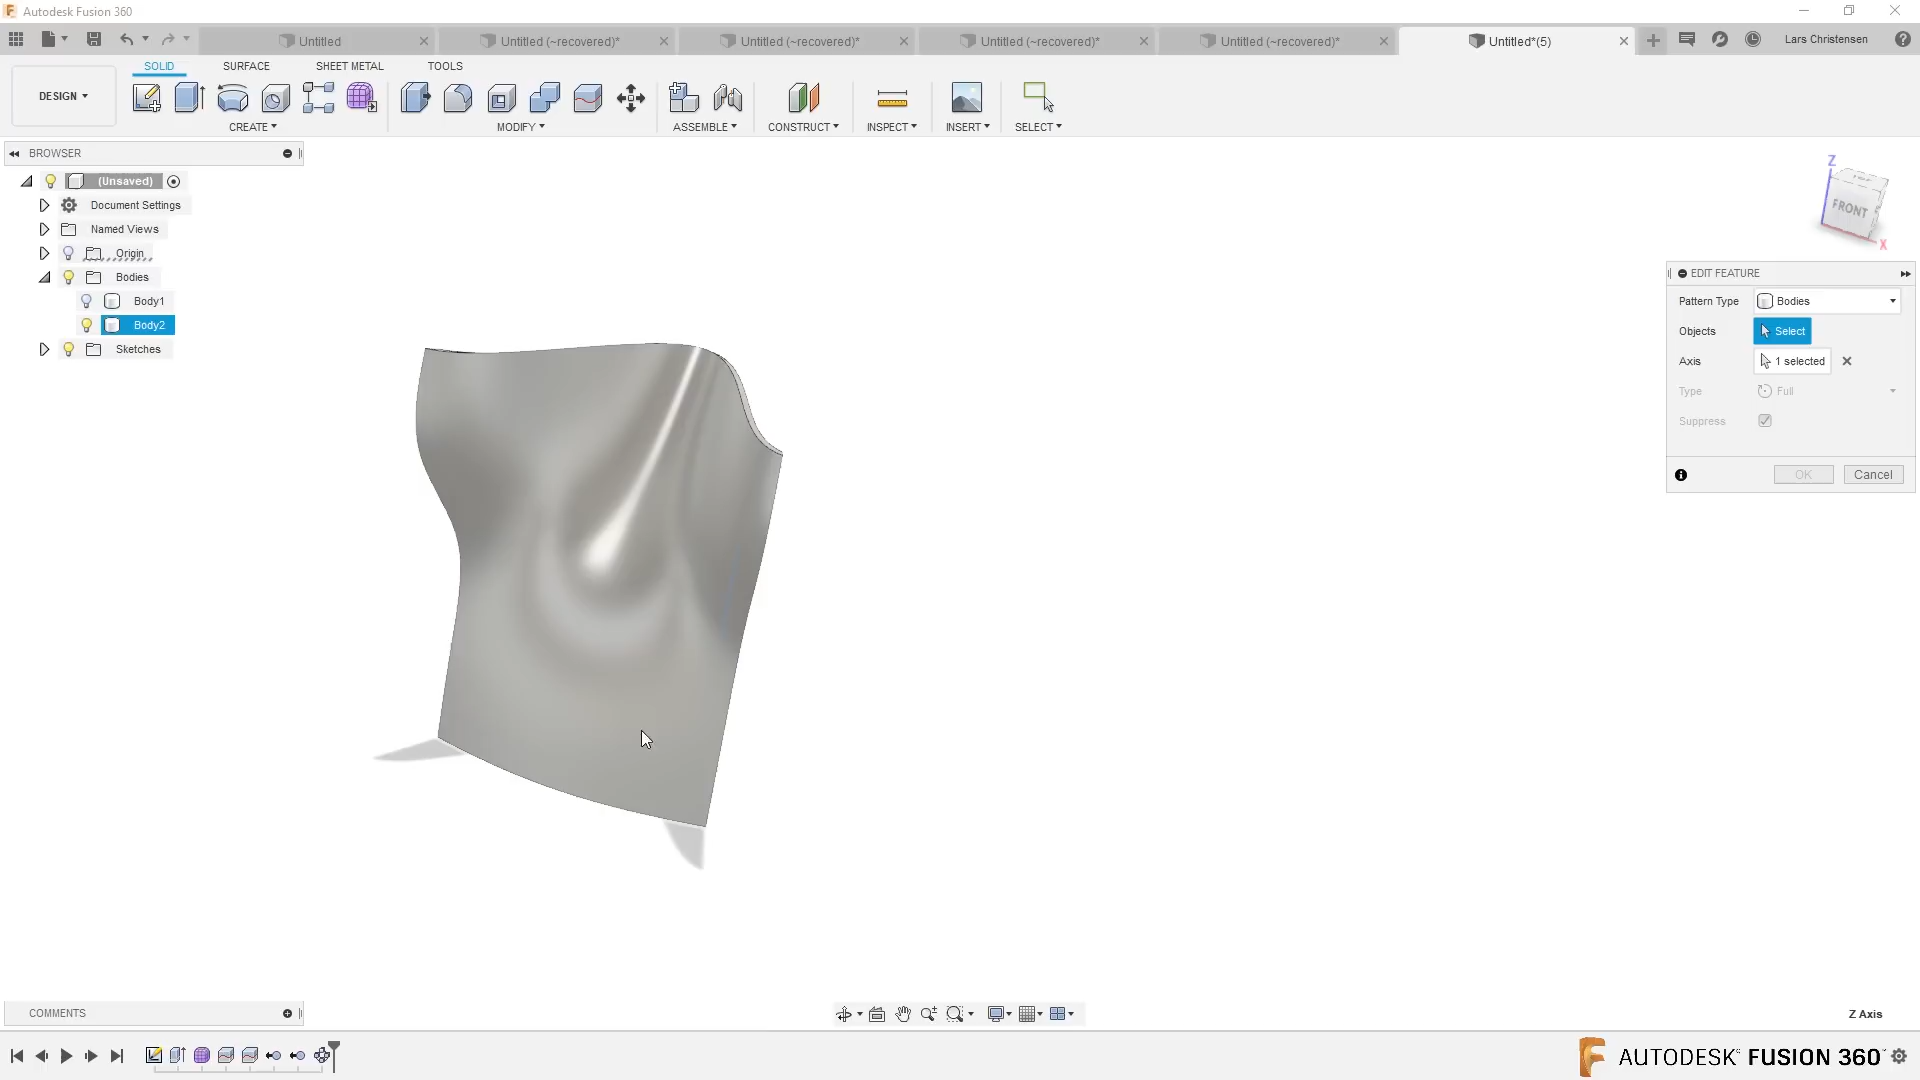 Autodesk Fusion 360
Untitled
Untitled (~recovered)*
Untitled (~recovered)*
Untitled (~recovered)*
Untitled (~recovered)*
Untitled*(5)
Lars Christensen
DESIGN
SOLID
SURFACE
SHEET METAL
TOOLS
CREATE
MODIFY
ASSEMBLE
CONSTRUCT
INSPECT
INSERT
SELECT
BROWSER
(Unsaved)
Document Settings
Named Views
Origin
Bodies
Body1
Body2
Sketches
Z
FRONT
X
EDIT FEATURE
Pattern Type
Bodies
Objects
Select
Axis
1 selected
Type
Full
Suppress
OK
Cancel
COMMENTS
Z Axis
AUTODESK FUSION 360